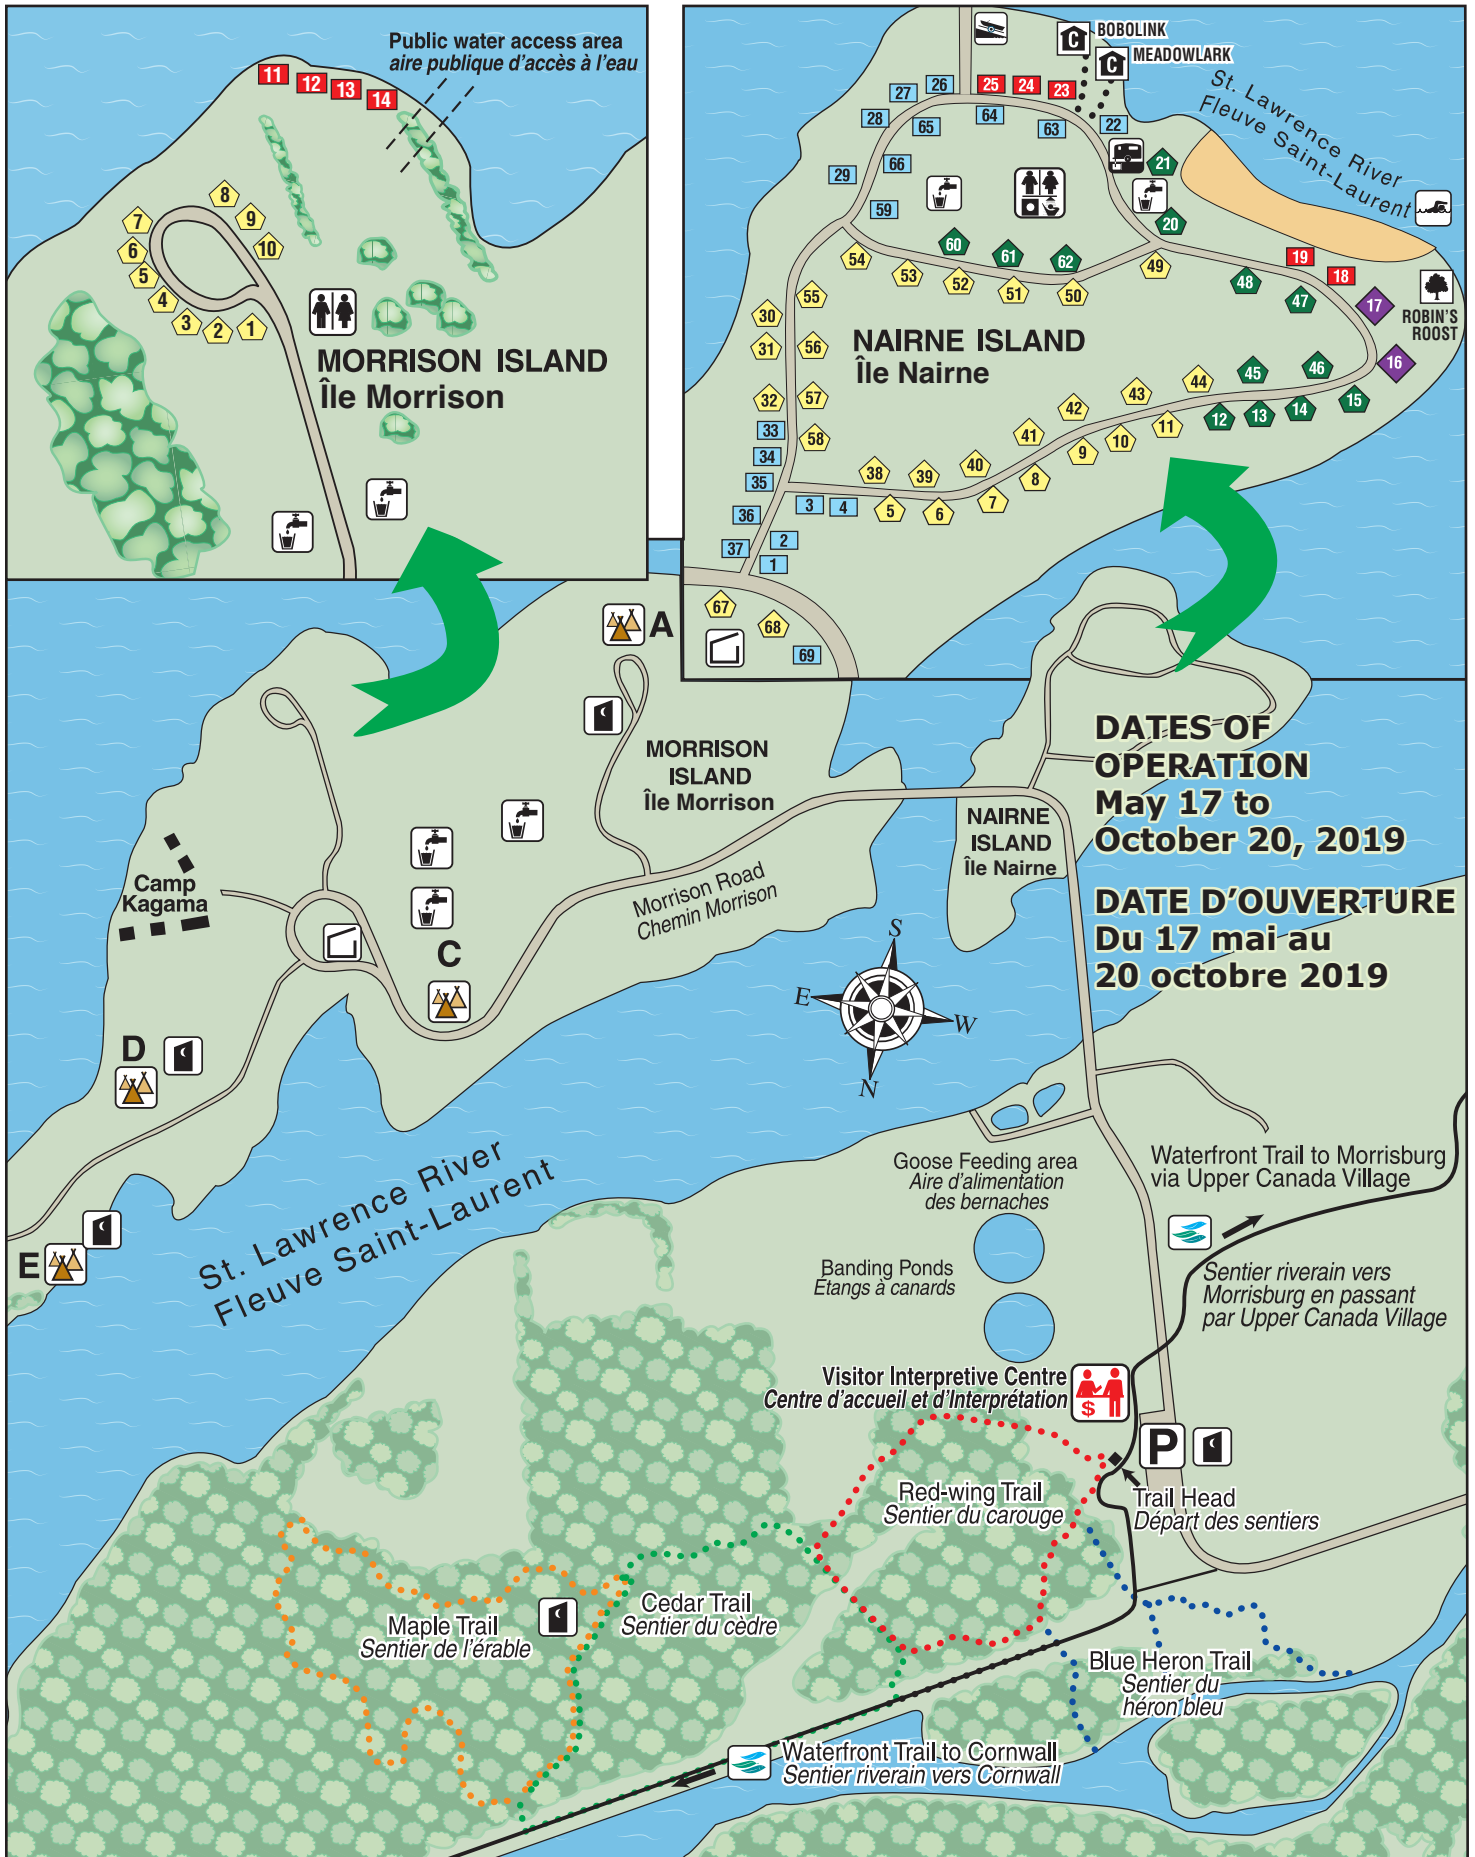 Public water access area
aire publique d'accès à l'eau
11
12
13
14
8
7
9
6
10
5
4
3
2
1
MORRISON ISLAND
Île Morrison
BOBOLINK
C
MEADOWLARK
C
St. Lawrence River
Fleuve Saint-Laurent
27
26
25
24
23
28
65
64
63
22
66
21
29
59
20
60
61
62
54
53
52
51
50
49
19
18
48
47
17
ROBIN'S
ROOST
55
30
31
56
NAIRNE ISLAND
Île Nairne
16
32
57
33
58
34
35
36
37
45
46
44
43
42
41
40
39
38
15
14
13
12
11
10
9
8
7
6
5
4
3
2
1
67
68
69
A
MORRISON
ISLAND
Île Morrison
DATES OF
OPERATION
May 17 to
October 20, 2019
DATE D'OUVERTURE
Du 17 mai au
20 octobre 2019
NAIRNE
ISLAND
Île Nairne
Camp
Kagama
Morrison Road
Chemin Morrison
C
S
E
W
N
D
E
St. Lawrence River
Fleuve Saint-Laurent
Goose Feeding area
Aire d'alimentation
des bernaches
Waterfront Trail to Morrisburg
via Upper Canada Village
Banding Ponds
Étangs à canards
Sentier riverain vers
Morrisburg en passant
par Upper Canada Village
Visitor Interpretive Centre
Centre d'accueil et d'Interprétation
$
P
Red-wing Trail
Sentier du carouge
Trail Head
Départ des sentiers
Maple Trail
Sentier de l'érable
Cedar Trail
Sentier du cèdre
Blue Heron Trail
Sentier du
héron bleu
Waterfront Trail to Cornwall
Sentier riverain vers Cornwall